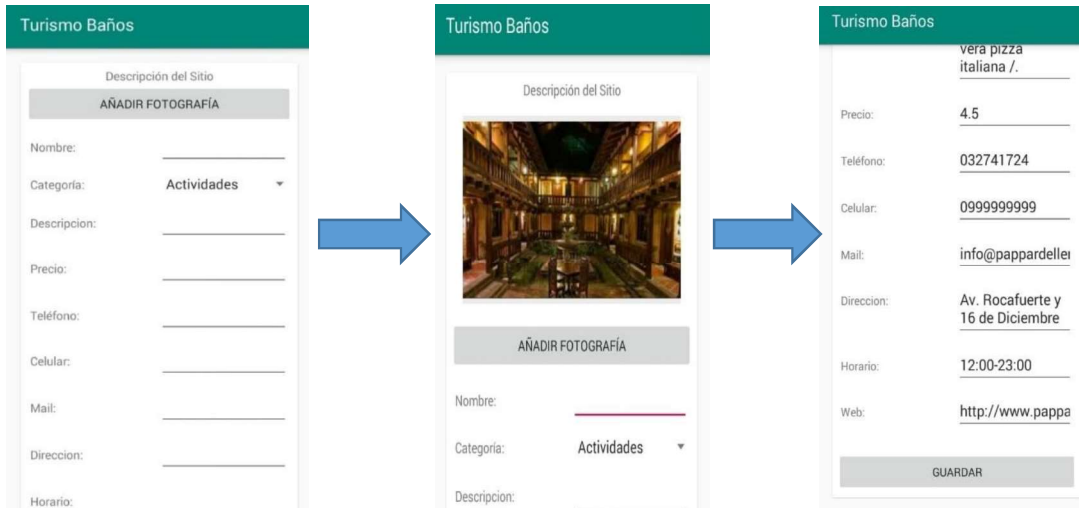 Turismo Baños
Descripción del Sitio
AÑADIR FOTOGRAFÍA
Nombre:
Categoría: Actividades
Descripcion:
Precio:
Teléfono:
Celular:
Mail:
Direccion:
Horario:
Turismo Baños
Descripción del Sitio
AÑADIR FOTOGRAFÍA
Nombre:
Categoría: Actividades
Descripcion:
Turismo Baños
vera pizza
italiana /.
Precio: 4.5
Teléfono: 032741724
Celular: 0999999999
Mail: info@pappardeller
Direccion: Av. Rocafuerte y
16 de Diciembre
Horario: 12:00-23:00
Web: http://www.pappa
GUARDAR